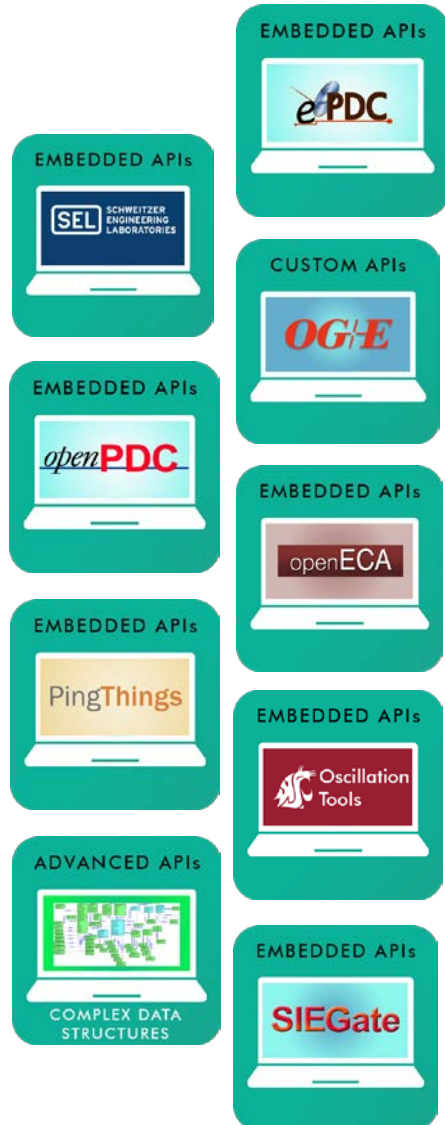 EMBEDDED APIs
ePDC
EMBEDDED APIs
SEL SCHWEITZER
ENGINEERING
LABORATORIES
CUSTOM APIs
OG+E
EMBEDDED APIs
openPDC
EMBEDDED APIs
openECA
EMBEDDED APIs
PingThings
EMBEDDED APIs
Oscillation
Tools
ADVANCED APIs
COMPLEX DATA
STRUCTURES
EMBEDDED APIs
SIEGate